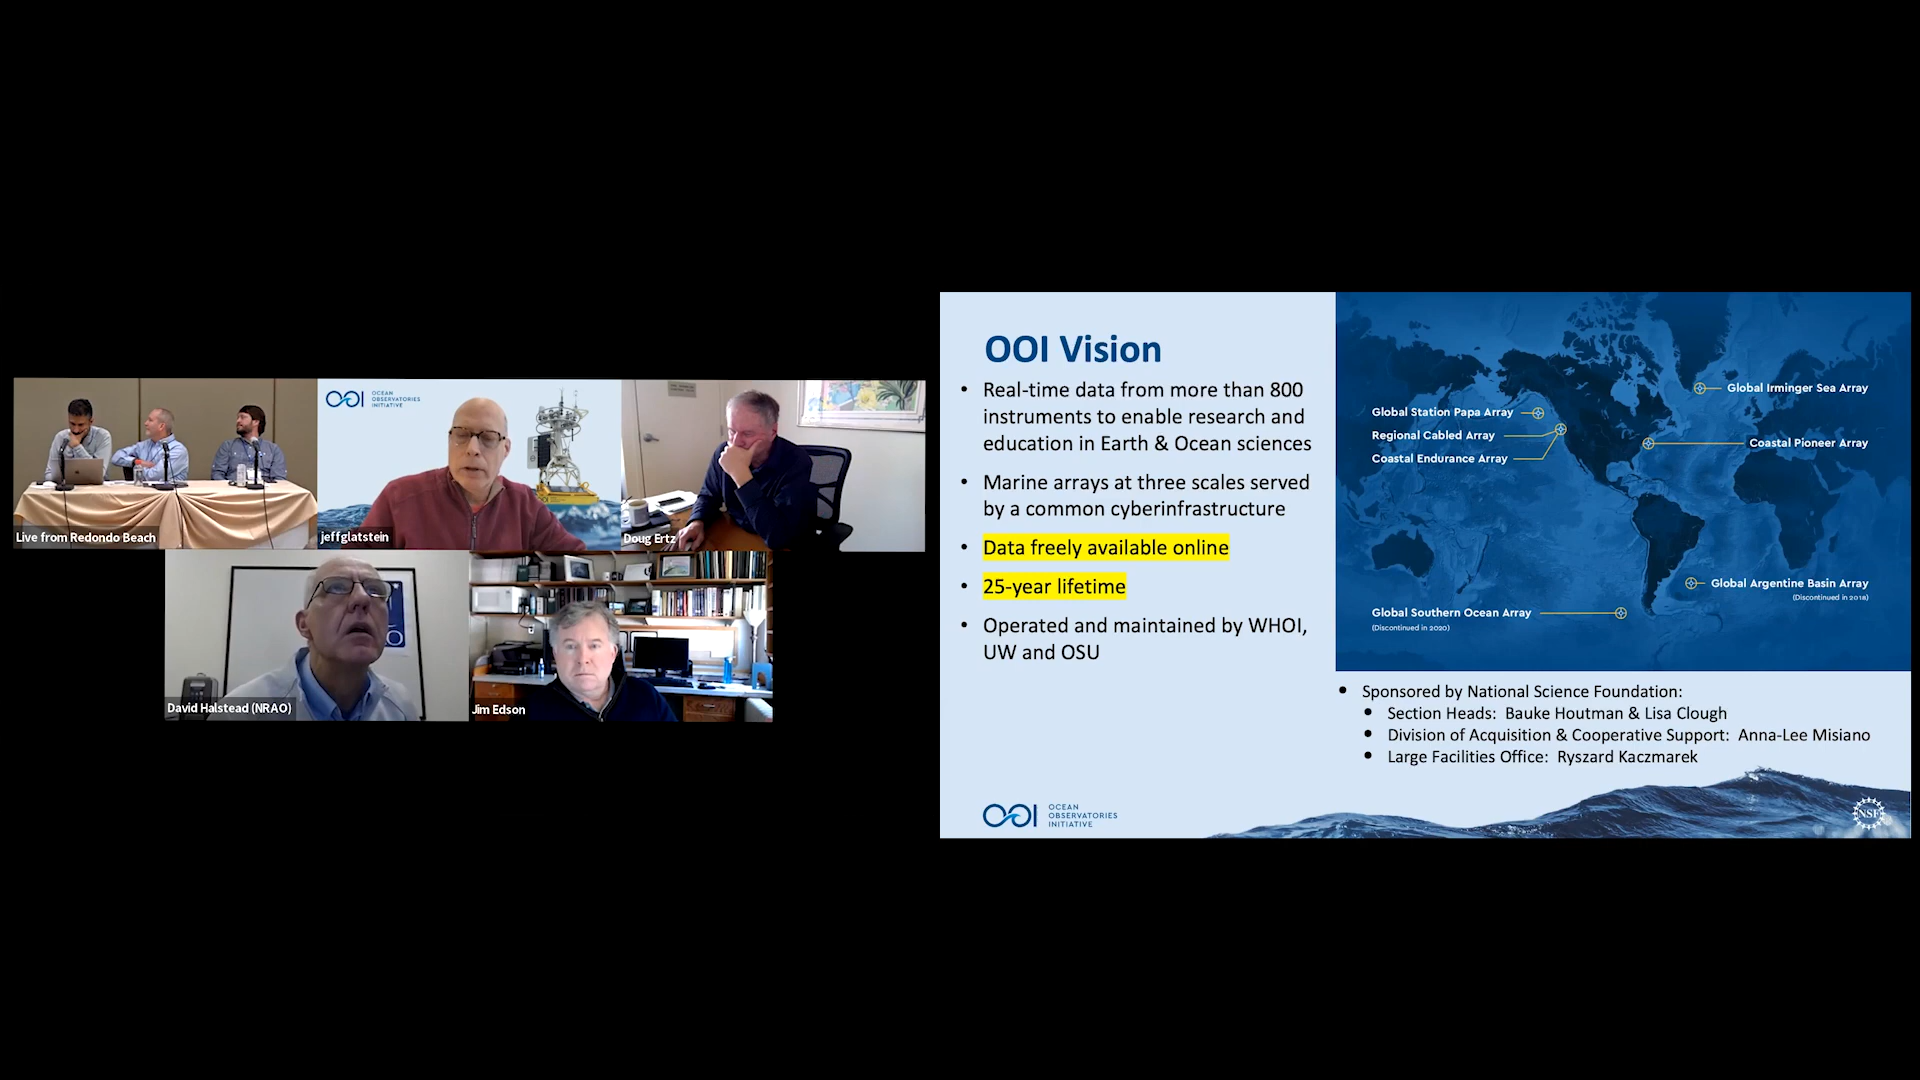 OOI OCEAN
OBSERVATORIES
INITIATIVE
Live from Redondo Beach
jeffglatstein
Doug Ertz
David Halstead (NRAO)
Jim Edson
OOI Vision
• Real-time data from more than 800
instruments to enable research and
education in Earth & Ocean sciences
• Marine arrays at three scales served
by a common cyberinfrastructure
• Data freely available online
• 25-year lifetime
• Operated and maintained by WHOI,
UW and OSU
Global Irminger Sea Array
Global Station Papa Array
Regional Cabled Array
Coastal Pioneer Array
Coastal Endurance Array
Global Argentine Basin Array
(Discontinued in 2018)
Global Southern Ocean Array
(Discontinued in 2020)
• Sponsored by National Science Foundation:
• Section Heads: Bauke Houtman & Lisa Clough
• Division of Acquisition & Cooperative Support: Anna-Lee Misiano
• Large Facilities Office: Ryszard Kaczmarek
OOI OCEAN
OBSERVATORIES
INITIATIVE
NSF